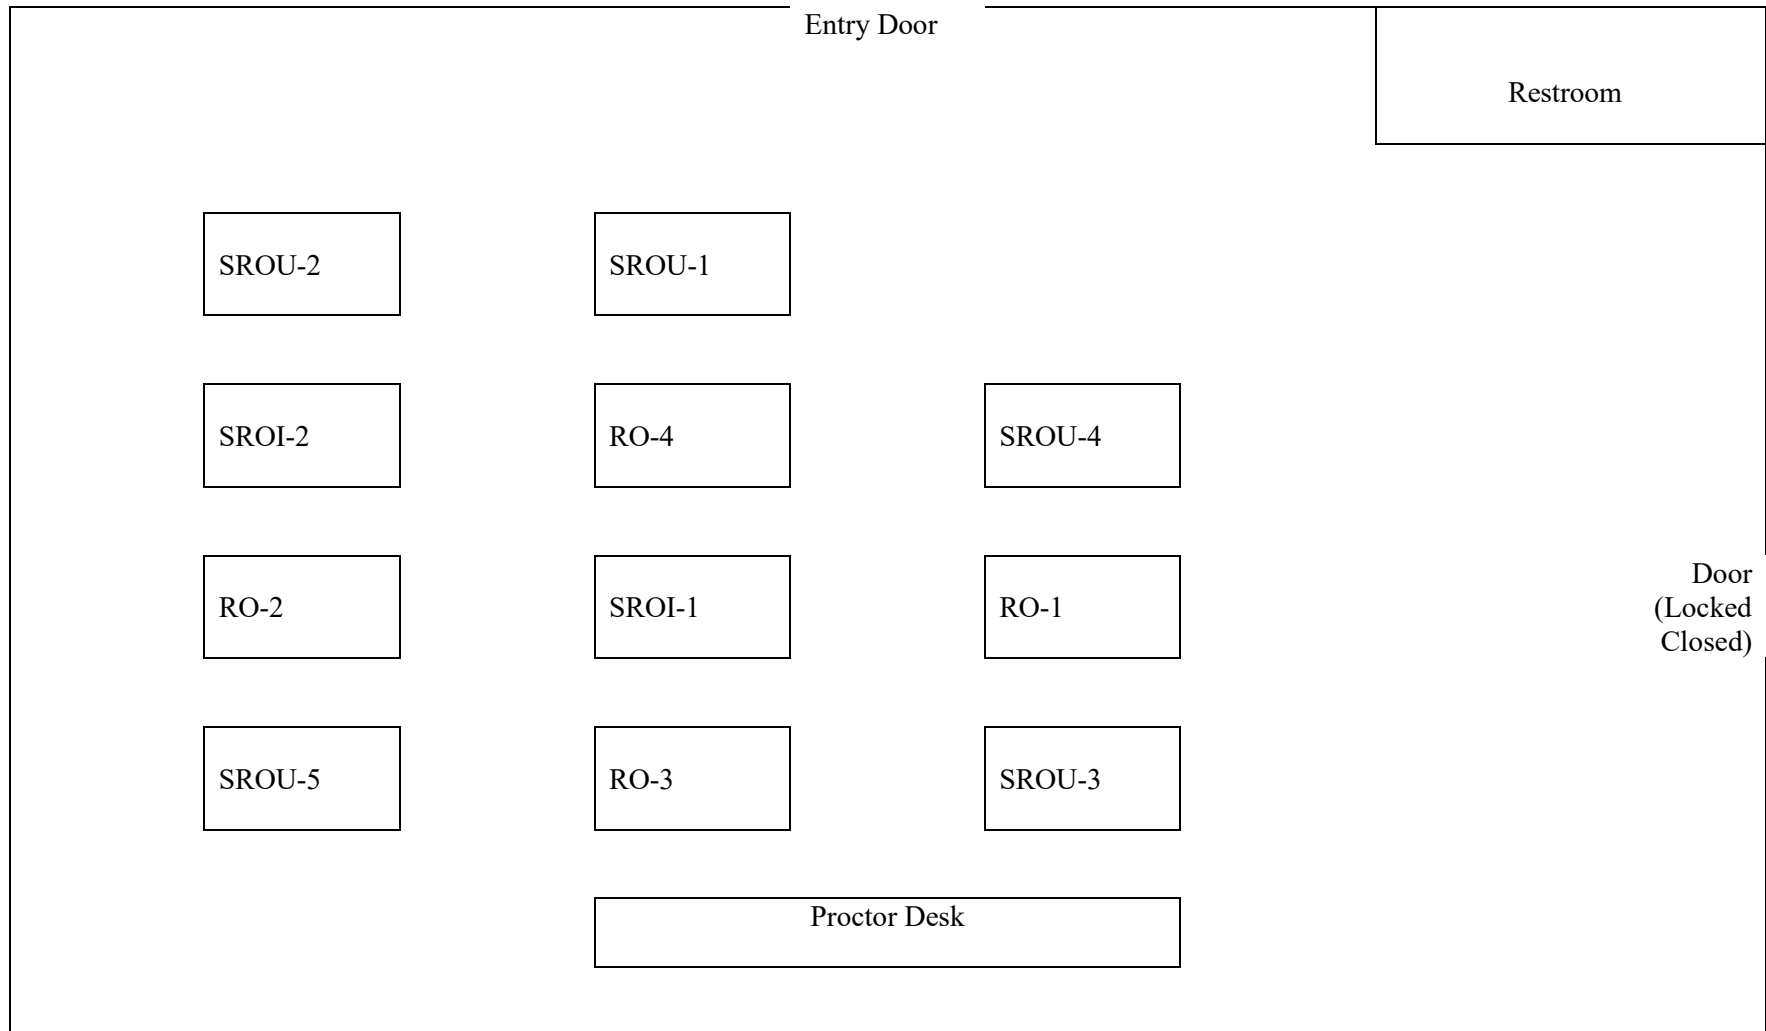 Entry Door
Restroom
SROU-2
SROU-1
SROI-2
RO-4
SROU-4
RO-2
SROI-1
RO-1
Door
(Locked
Closed)
SROU-5
RO-3
SROU-3
Proctor Desk